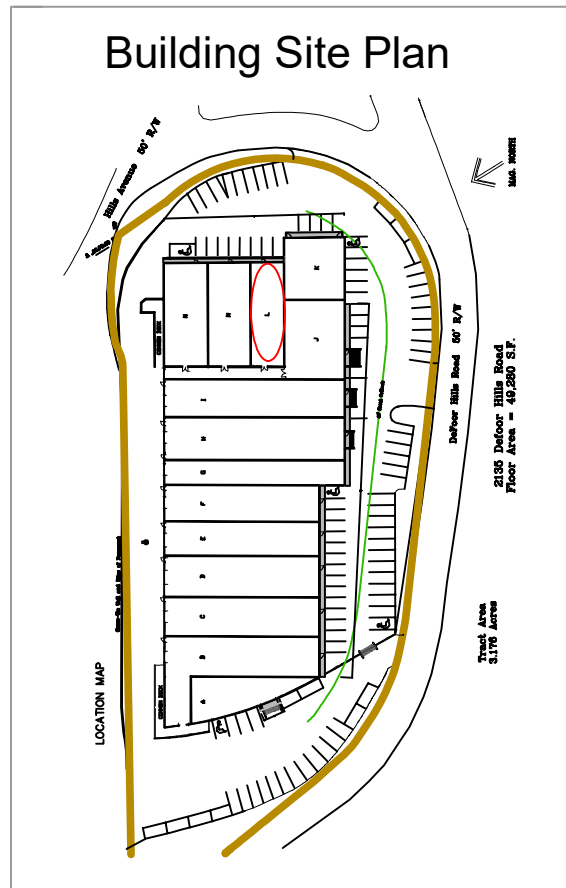 Building Site Plan
Hills Avenue 50' R/W
MAG. NORTH
K
N
M
L
J
I
H
G
F
E
D
C
B
A
DeFoor Hills Road 50' R/W
2135 Defoor Hills Road
Floor Area = 49,280 S.F.
Tract Area
3.176 Acres
LOCATION MAP